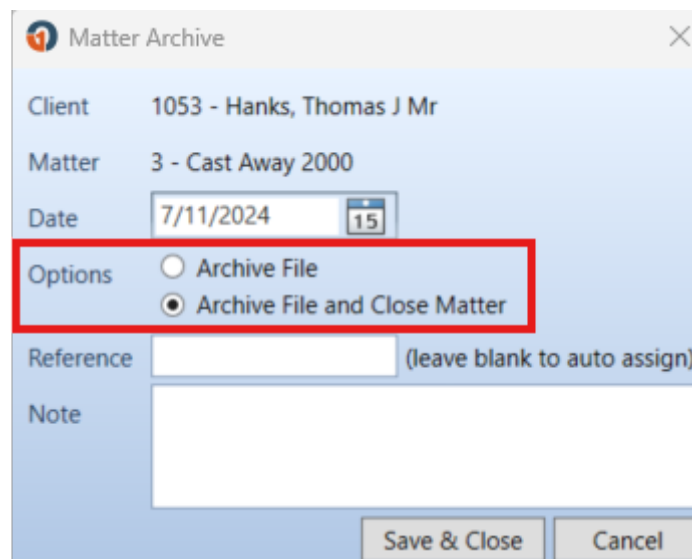 Matter Archive
Client 1053 - Hanks, Thomas J Mr
Matter 3 - Cast Away 2000
Date 7/11/2024 15
Options Archive File
Archive File and Close Matter
Reference (leave blank to auto assign)
Note
Save & Close Cancel